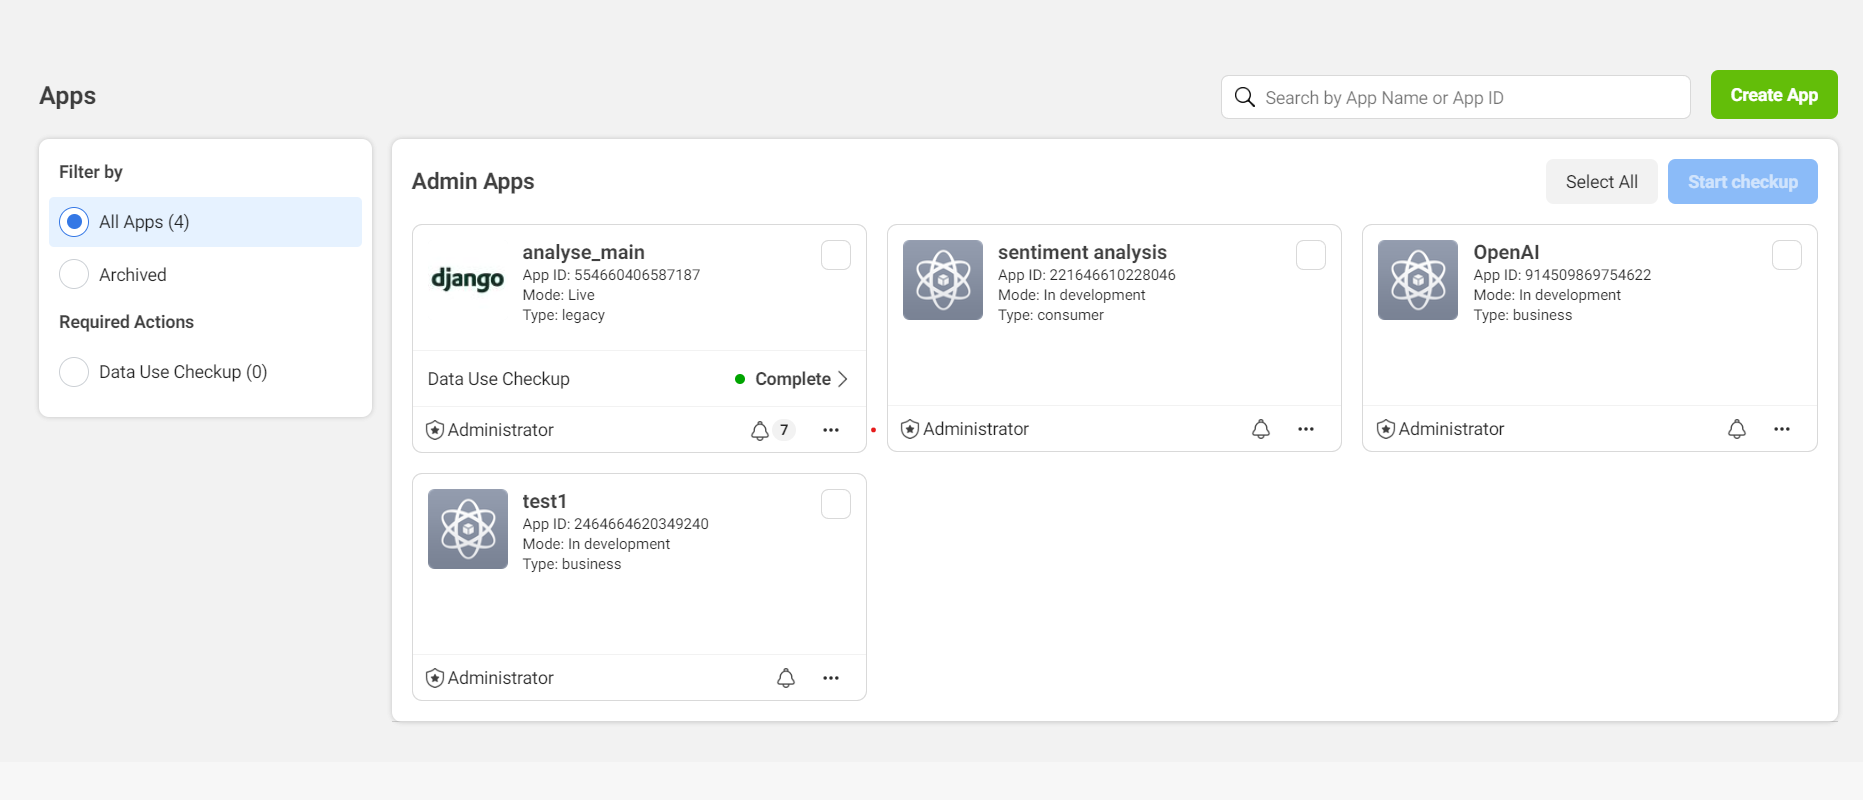 Apps
Search by App Name or App ID
Create App
Filter by
All Apps (4)
Archived
Required Actions
Data Use Checkup (0)
Admin Apps
Select All
Start checkup
django
analyse_main
App ID: 554660406587187
Mode: Live
Type: legacy
Data Use Checkup
Complete
Administrator
7
sentiment analysis
App ID: 221646610228046
Mode: In development
Type: consumer
Administrator
OpenAI
App ID: 914509869754622
Mode: In development
Type: business
Administrator
test1
App ID: 2464664620349240
Mode: In development
Type: business
Administrator